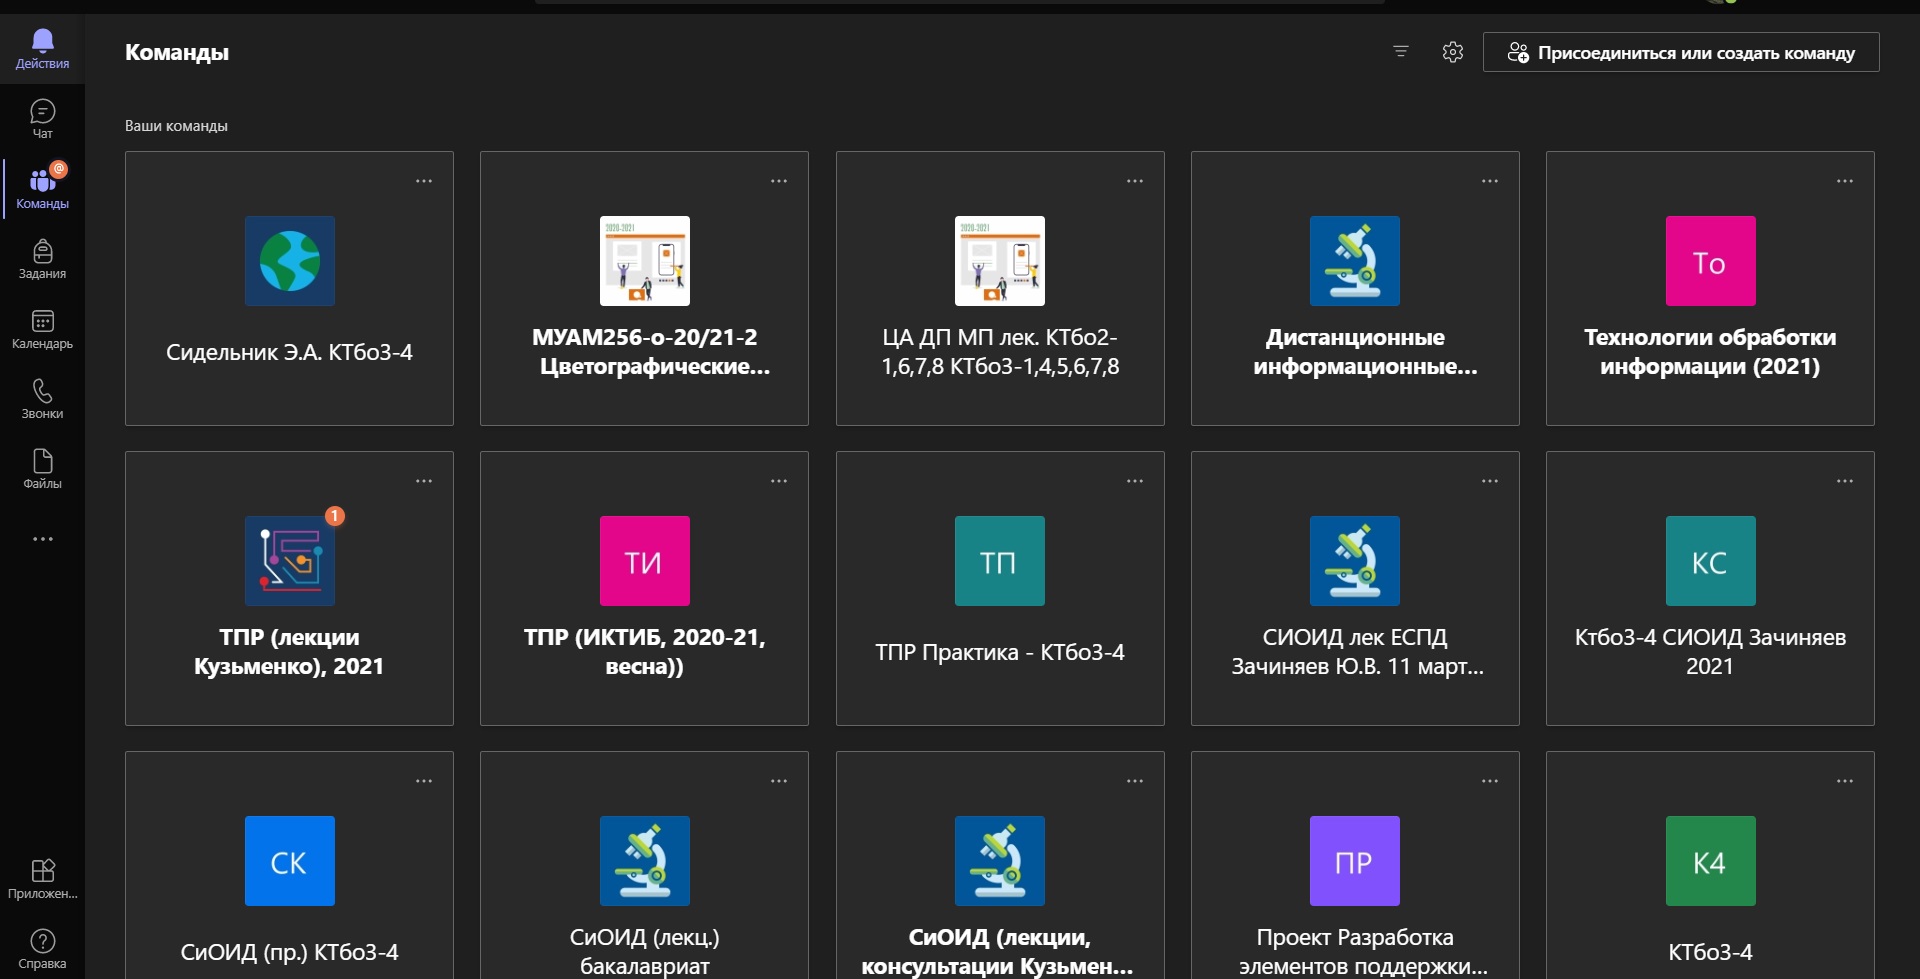 Действия
Чат
Команды
Задания
Календарь
Звонки
Файлы
Приложен...
Справка
Команды
Присоединиться или создать команду
Ваши команды
Сидельник Э.А. КТбо3-4
2020-2021
МУАМ256-о-20/21-2
Цветографические...
2020-2021
ЦА ДП МП лек. КТбо2-
1,6,7,8 КТбо3-1,4,5,6,7,8
Дистанционные
информационные...
То
Технологии обработки
информации (2021)
1
ТПР (лекции
Кузьменко), 2021
ТИ
ТПР (ИКТИБ, 2020-21,
весна))
ТП
ТПР Практика - КТбо3-4
СИОИД лек ЕСПД
Зачиняев Ю.В. 11 март...
КС
Ктбо3-4 СИОИД Зачиняев
2021
СК
СиОИД (пр.) КТбо3-4
СиОИД (лекц.)
бакалавриат
СиОИД (лекции,
консультации Кузьмен...
ПР
Проект Разработка
элементов поддержки...
К4
КТбо3-4